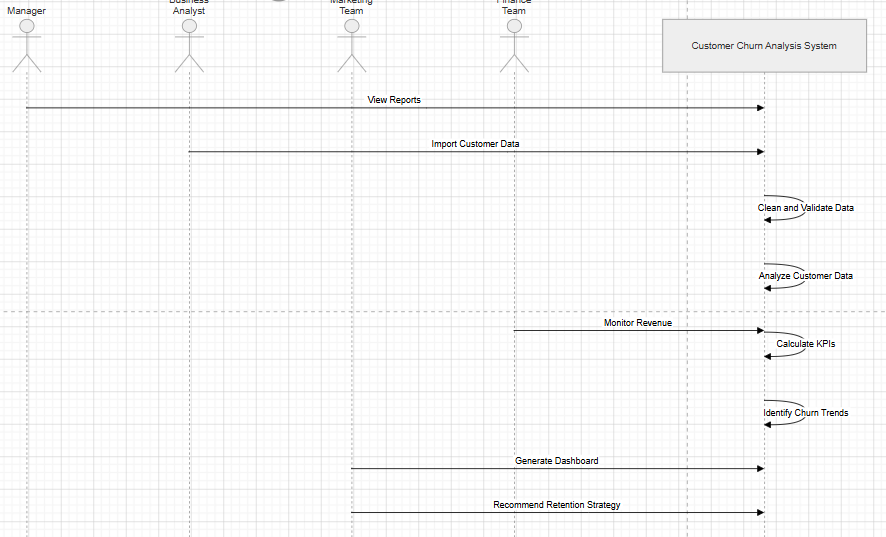 Manager
Business
Analyst
Marketing
Team
Finance
Team
Customer Churn Analysis System
View Reports
Import Customer Data
Clean and Validate Data
Analyze Customer Data
Monitor Revenue
Calculate KPIs
Identify Churn Trends
Generate Dashboard
Recommend Retention Strategy